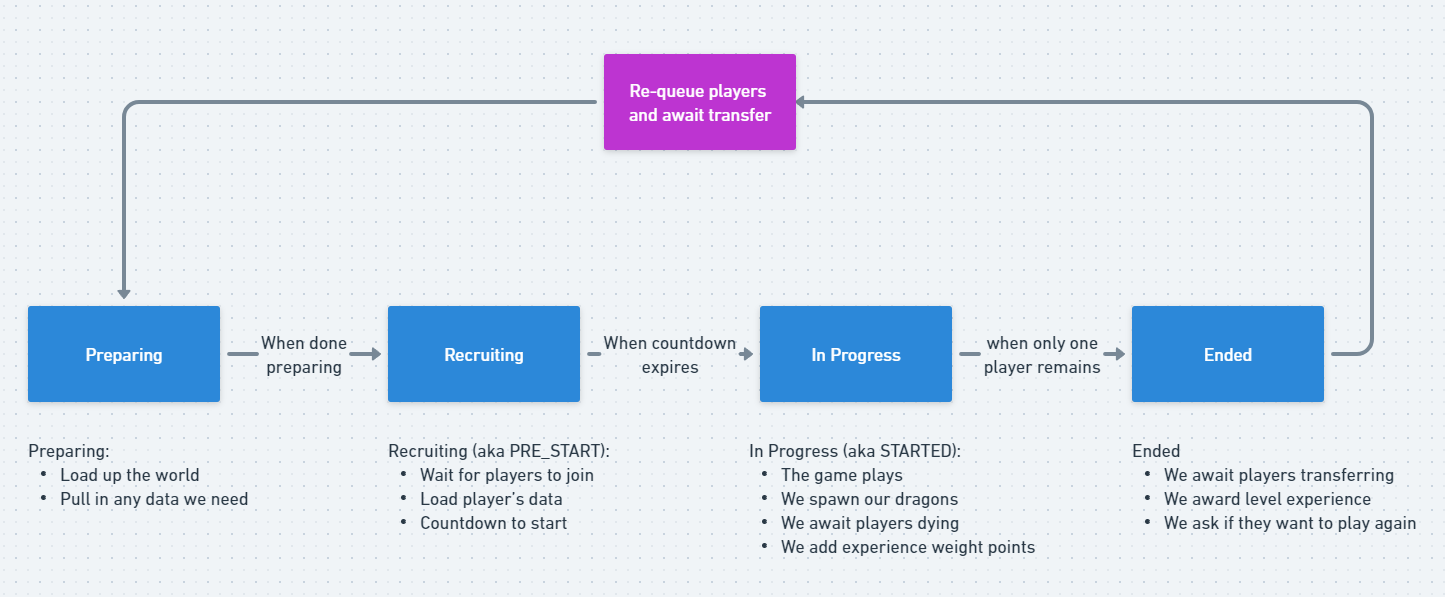 Re-queue players
and await transfer
Preparing
When done
preparing
Recruiting
When countdown
expires
In Progress
when only one
player remains
Ended
Preparing:
• Load up the world
• Pull in any data we need
Recruiting (aka PRE_START):
• Wait for players to join
• Load player's data
• Countdown to start
In Progress (aka STARTED):
• The game plays
• We spawn our dragons
• We await players dying
• We add experience weight points
Ended
• We await players transferring
• We award level experience
• We ask if they want to play again